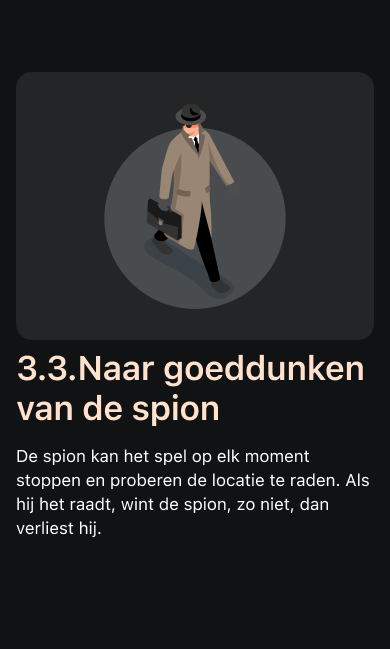 3.3.Naar goeddunken
van de spion
De spion kan het spel op elk moment
stoppen en proberen de locatie te raden. Als
hij het raadt, wint de spion, zo niet, dan
verliest hij.